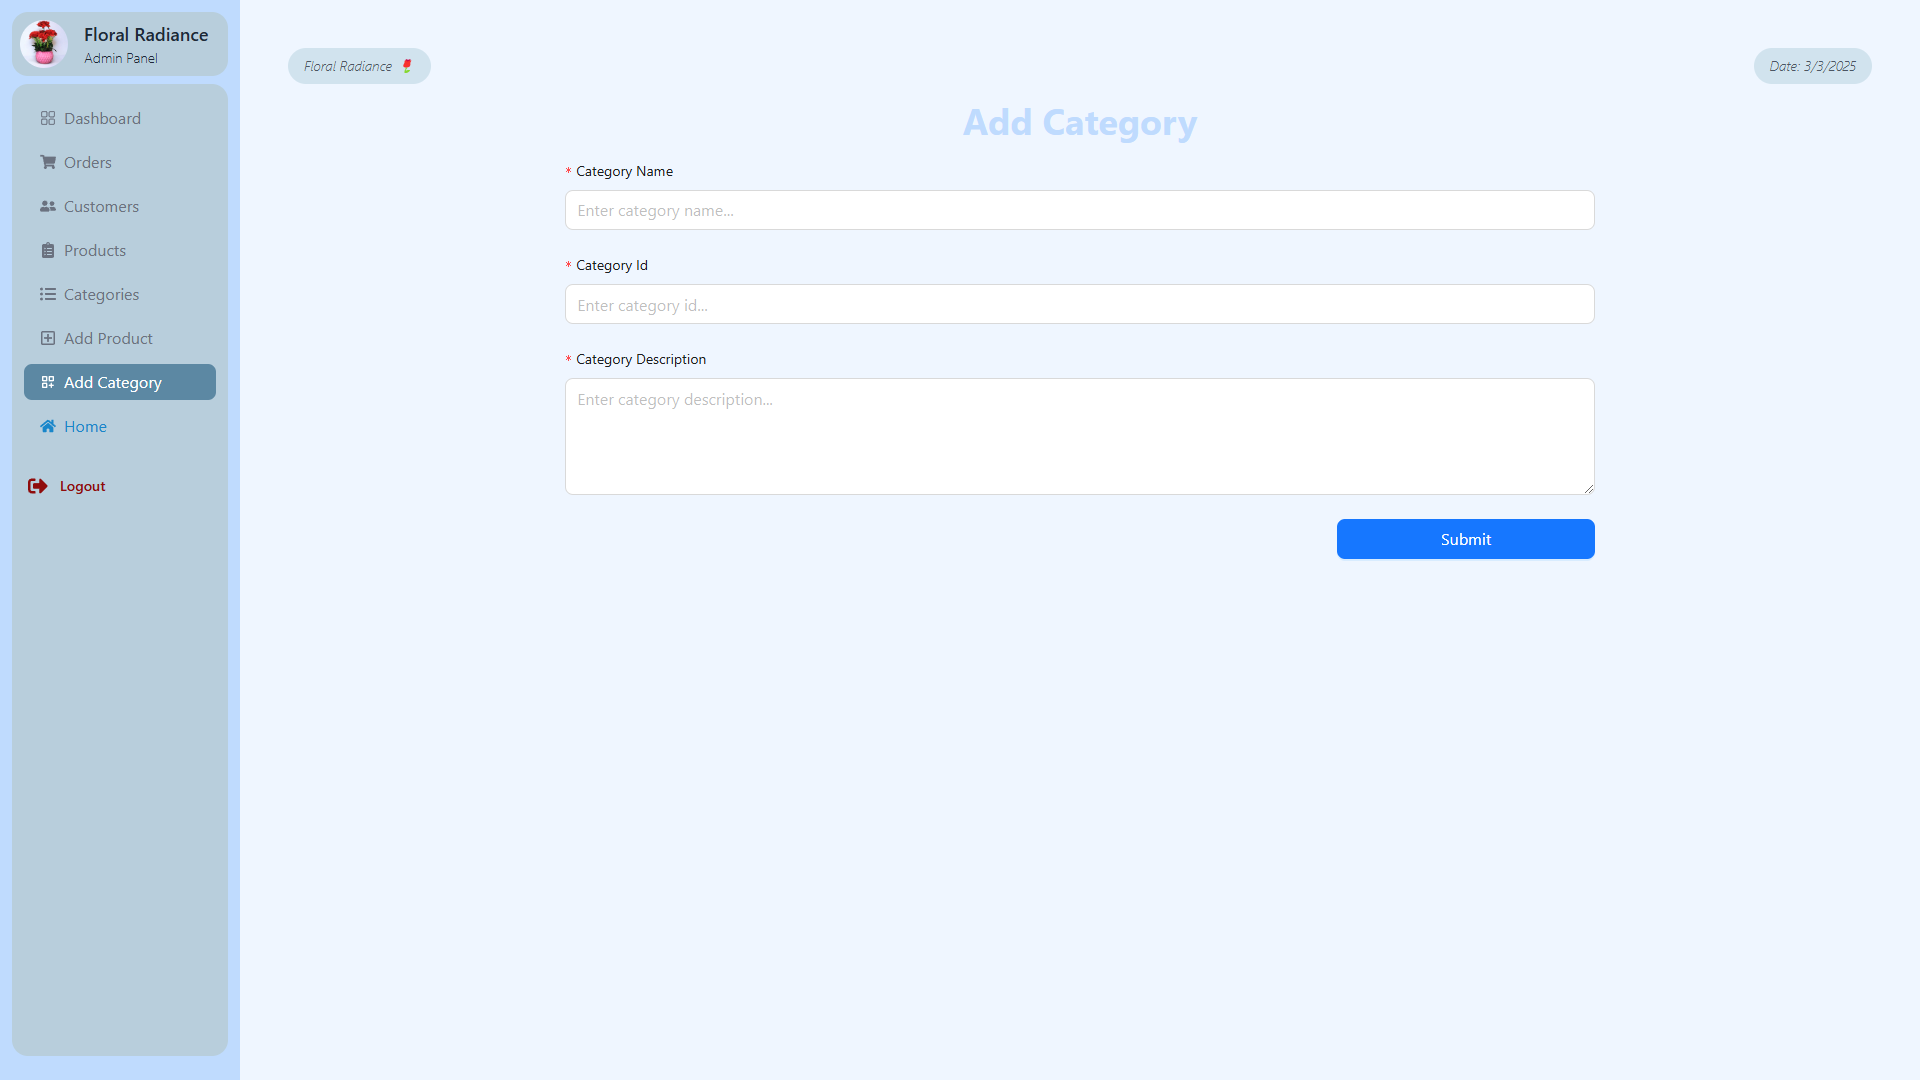 Floral Radiance
Admin Panel
Dashboard
Orders
Customers
Products
Categories
Add Product
Add Category
Home
Logout
Floral Radiance
Date: 3/3/2025
Add Category
* Category Name
Enter category name...
* Category Id
Enter category id...
* Category Description
Enter category description...
Submit